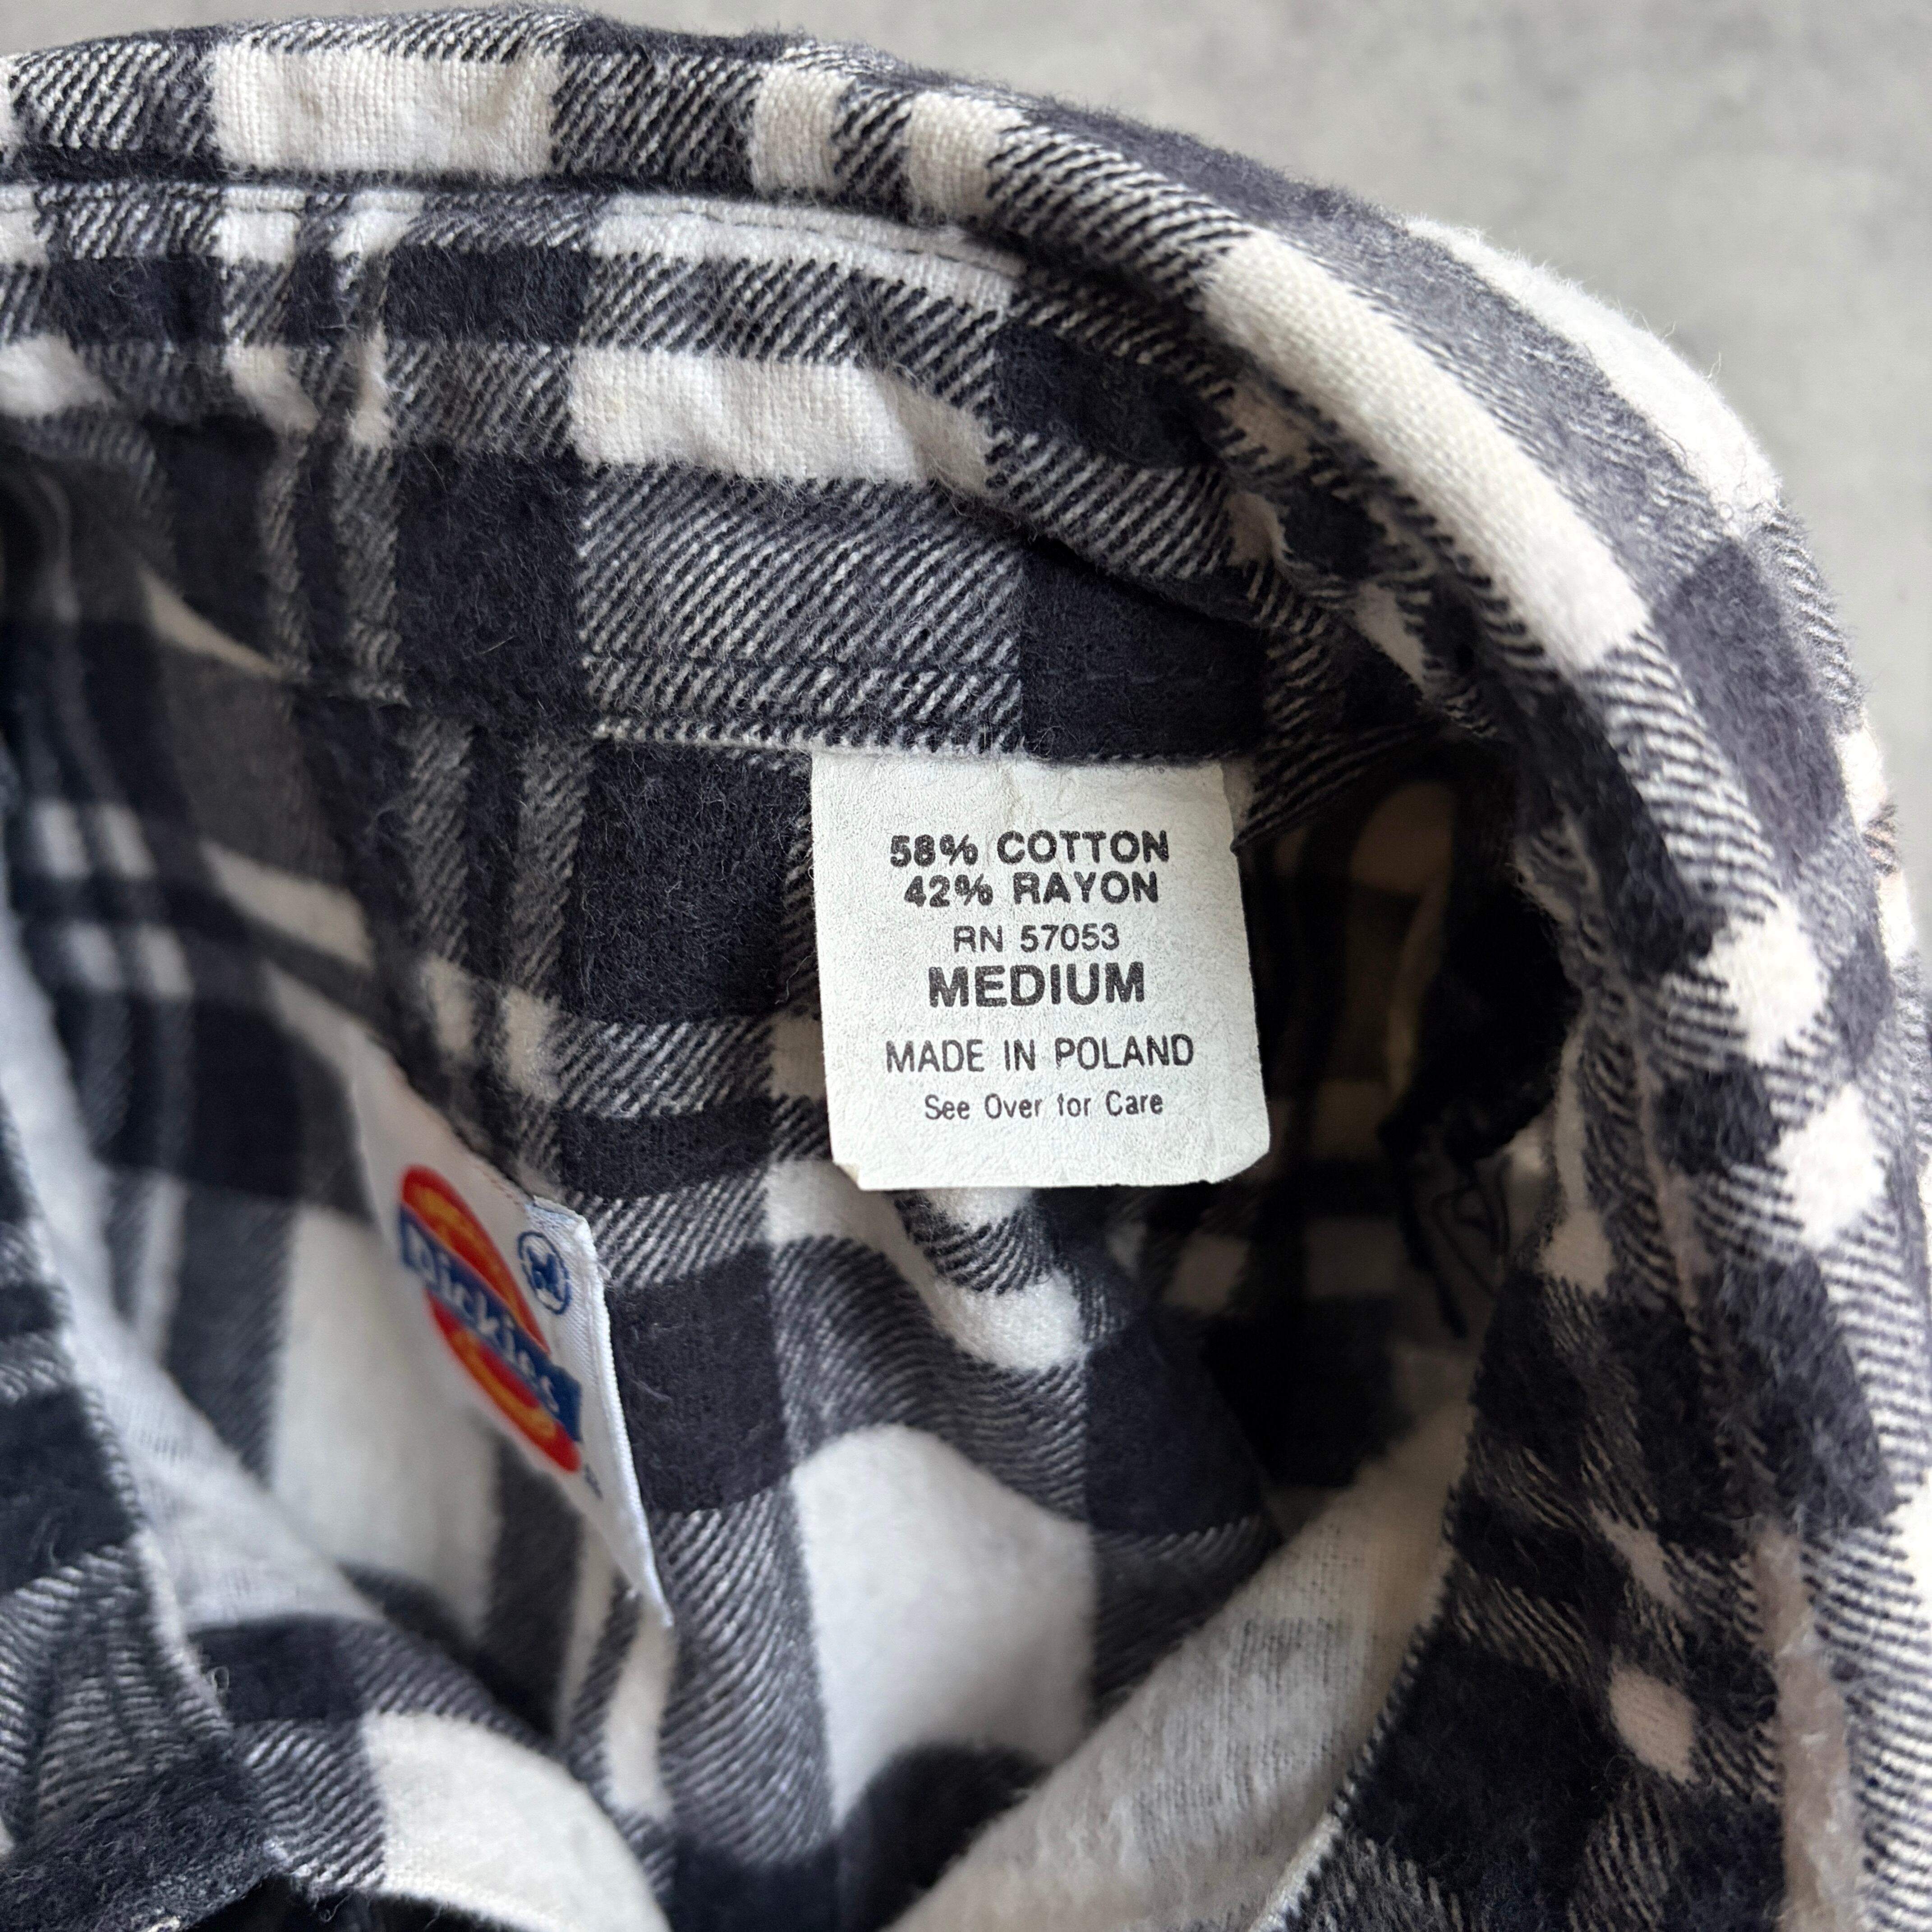 58% COTTON
42% RAYON
RN 57053
MEDIUM
MADE IN POLAND
See Over for Care
Dickies